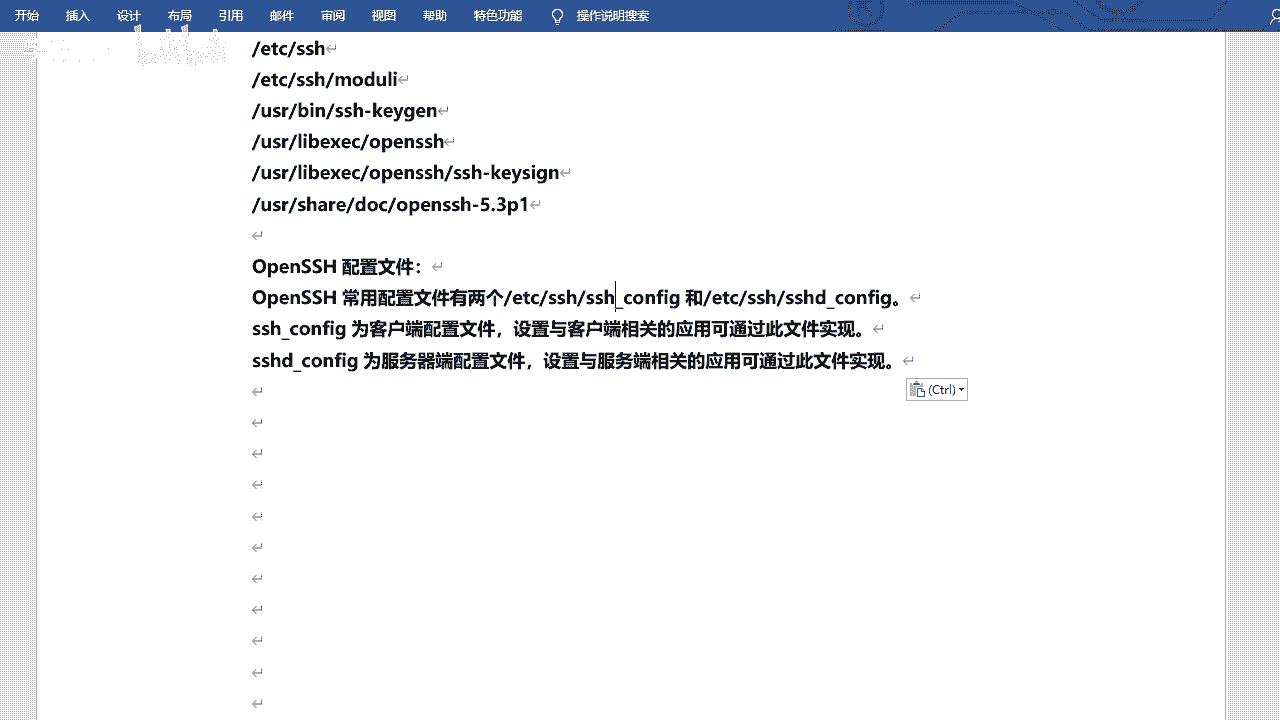 开始 插入 设计 布局 引用 邮件 审阅 视图 帮助 特色功能 操作说明搜索
/etc/ssh
/etc/ssh/moduli
/usr/bin/ssh-keygen
/usr/libexec/openssh
/usr/libexec/openssh/ssh-keysign
/usr/share/doc/openssh-5.3p1
OpenSSH 配置文件：
OpenSSH 常用配置文件有两个/etc/ssh/ssh_config 和/etc/ssh/sshd_config。
ssh_config 为客户端配置文件，设置与客户端相关的应用可通过此文件实现。
sshd_config 为服务器端配置文件，设置与服务端相关的应用可通过此文件实现。
(Ctrl)